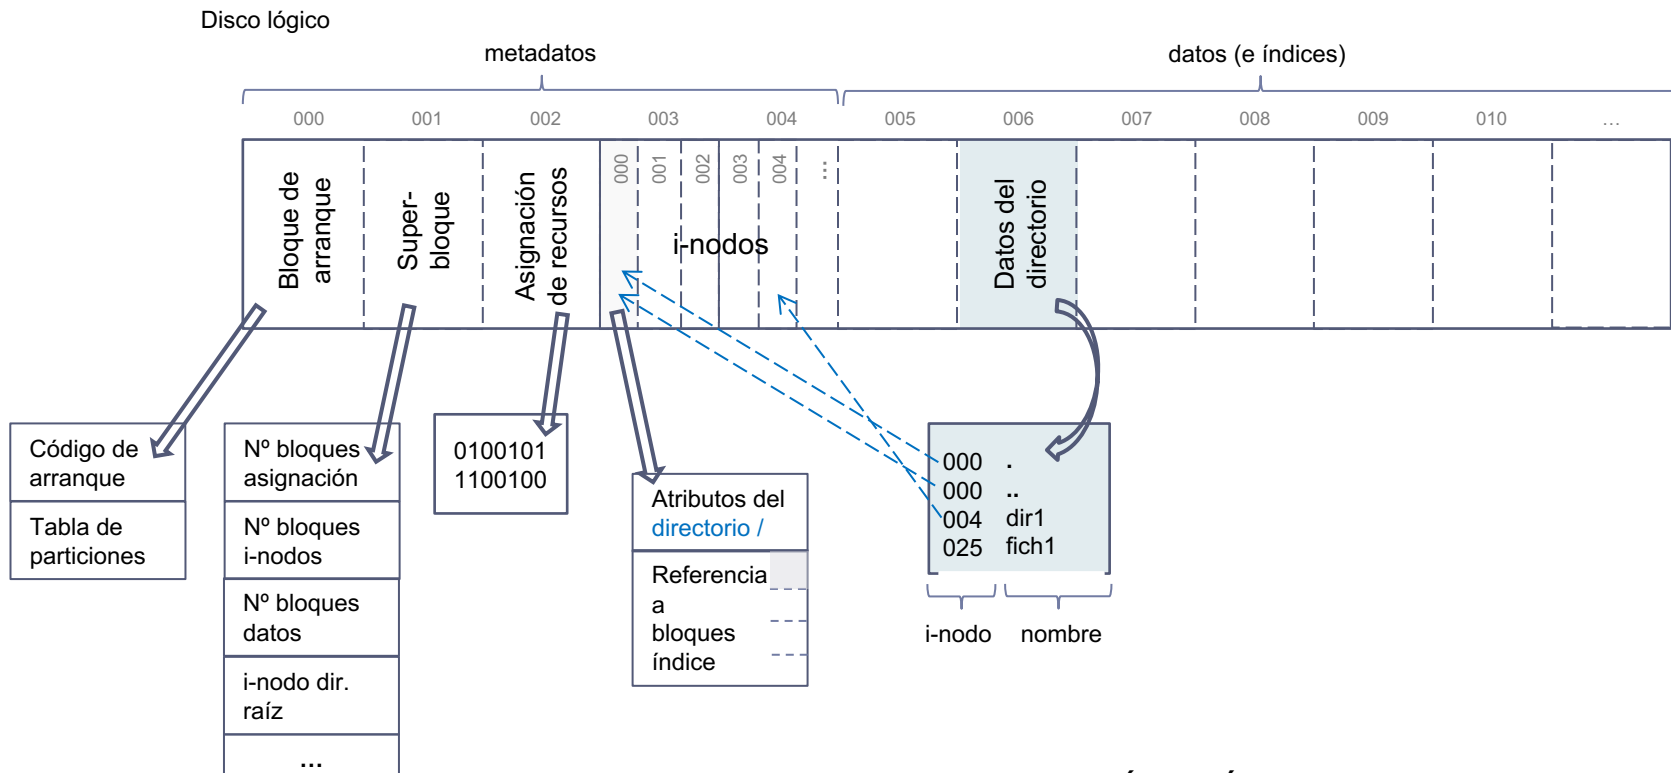 Disco lógico
metadatos
datos (e índices)
000 001 002 003 004 005 006 007 008 009 010 ...
Bloque de
arranque
Super-
bloque
Asignación
de recursos
000 001 002 003 004 ...
i-nodos
Datos del
directorio
Código de
arranque
Tabla de
particiones
Nº bloques
asignación
Nº bloques
i-nodos
Nº bloques
datos
i-nodo dir.
raíz
...
0100101
1100100
Atributos del
directorio /
Referencia
a
bloques
índice
000 .
000 ..
004 dir1
025 fich1
i-nodo nombre